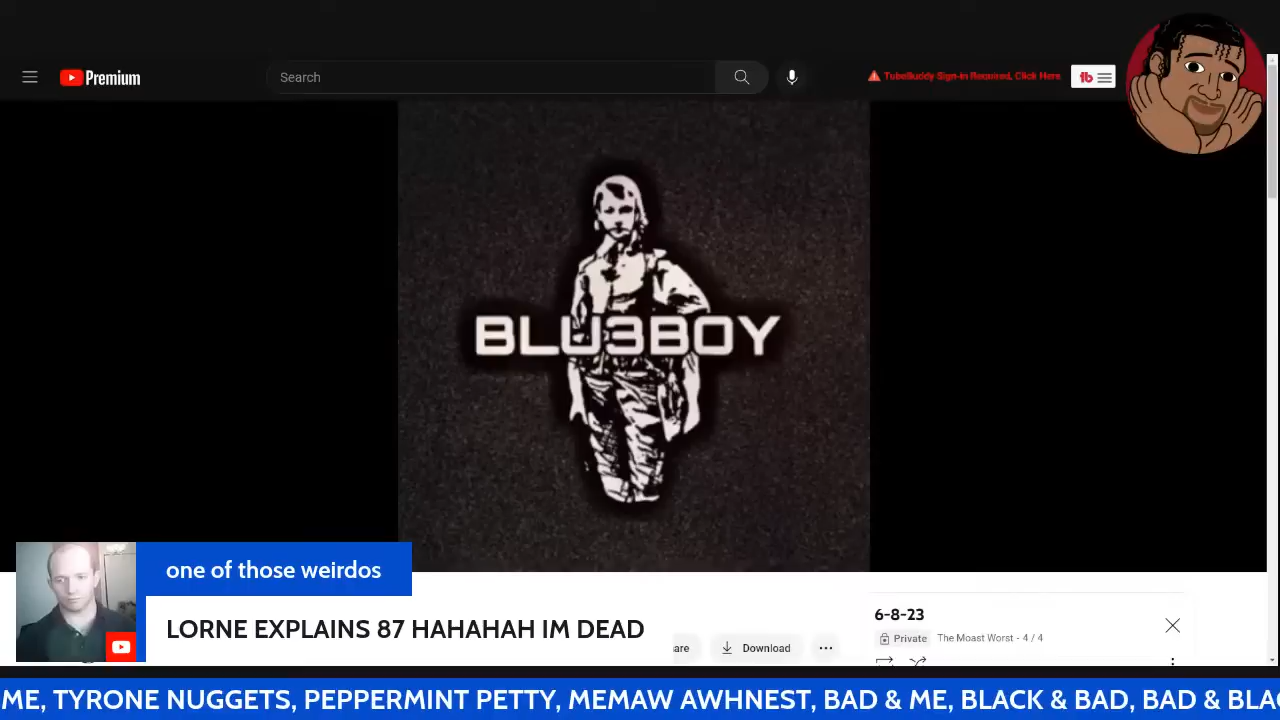 Premium
Search
TubeBuddy Sign-in Required, Click Here
tb
BLU3BOY
one of those weirdos
LORNE EXPLAINS 87 HAHAHAH IM DEAD
are
Download
6-8-23
Private
The Moast Worst - 4 / 4
ME, TYRONE NUGGETS, PEPPERMINT PETTY, MEMAW AWHNEST, BAD & ME, BLACK & BAD, BAD & BLA